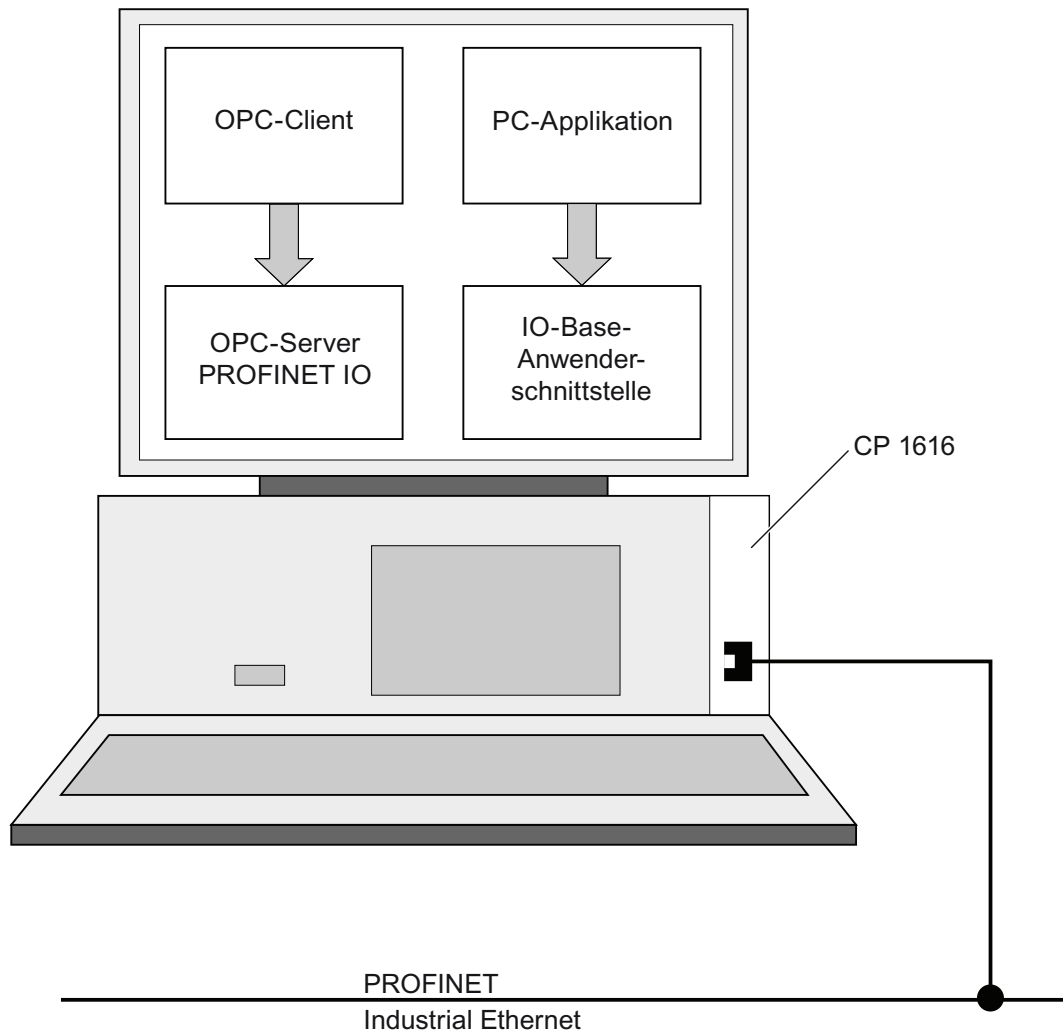 OPC-Client
PC-Applikation
OPC-Server
PROFINET IO
IO-Base-
Anwender-
schnittstelle
CP 1616
PROFINET
Industrial Ethernet